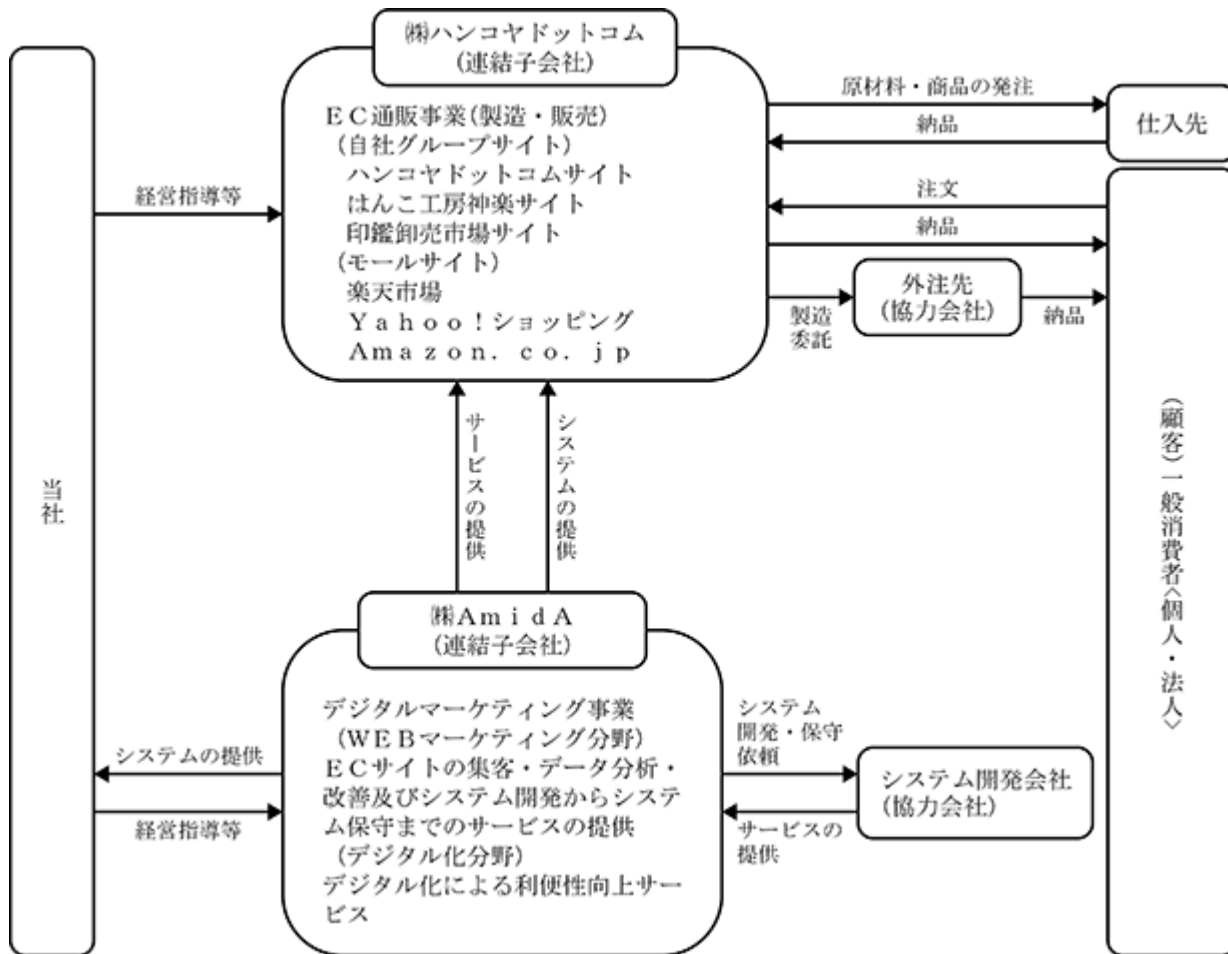 当社
㈱ハンコヤドットコム
(連結子会社)
EC通販事業(製造・販売)
(自社グループサイト)
ハンコヤドットコムサイト
はんこ工房神楽サイト
印鑑卸売市場サイト
(モールサイト)
楽天市場
Yahoo!ショッピング
Amazon.co.jp
経営指導等
原材料・商品の発注
納品
仕入先
注文
納品
製造
委託
外注先
(協力会社)
納品
(顧客)一般消費者<個人・法人>
サービスの提供
システムの提供
㈱AmidA
(連結子会社)
デジタルマーケティング事業
(WEBマーケティング分野)
ECサイトの集客・データ分析・
改善及びシステム開発からシステ
ム保守までのサービスの提供
(デジタル化分野)
デジタル化による利便性向上サー
ビス
システムの提供
経営指導等
システム
開発・保守
依頼
サービスの
提供
システム開発会社
(協力会社)